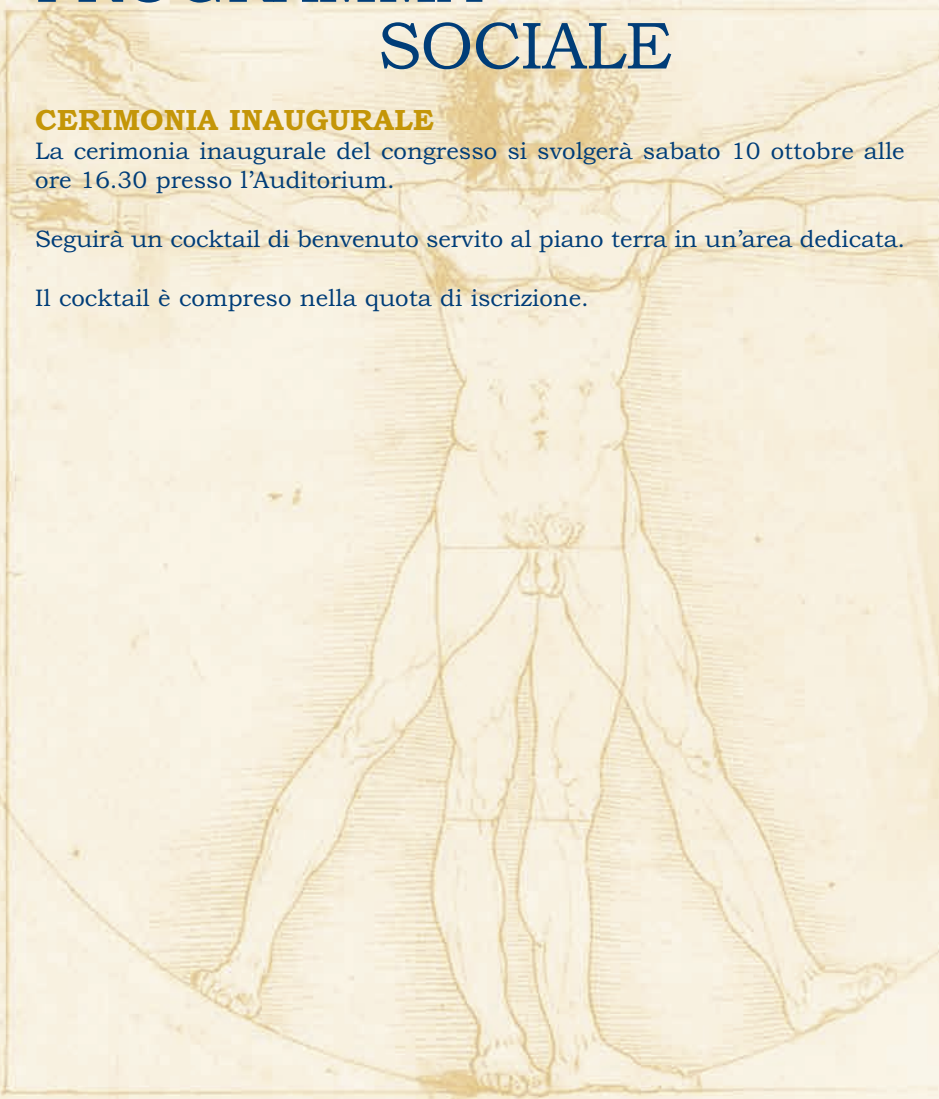 PROGRAMMA
SOCIALE
CERIMONIA INAUGURALE
La cerimonia inaugurale del congresso si svolgerà sabato 10 ottobre alle
ore 16.30 presso l’Auditorium.
Seguirà un cocktail di benvenuto servito al piano terra in un’area dedicata.
Il cocktail è compreso nella quota di iscrizione.